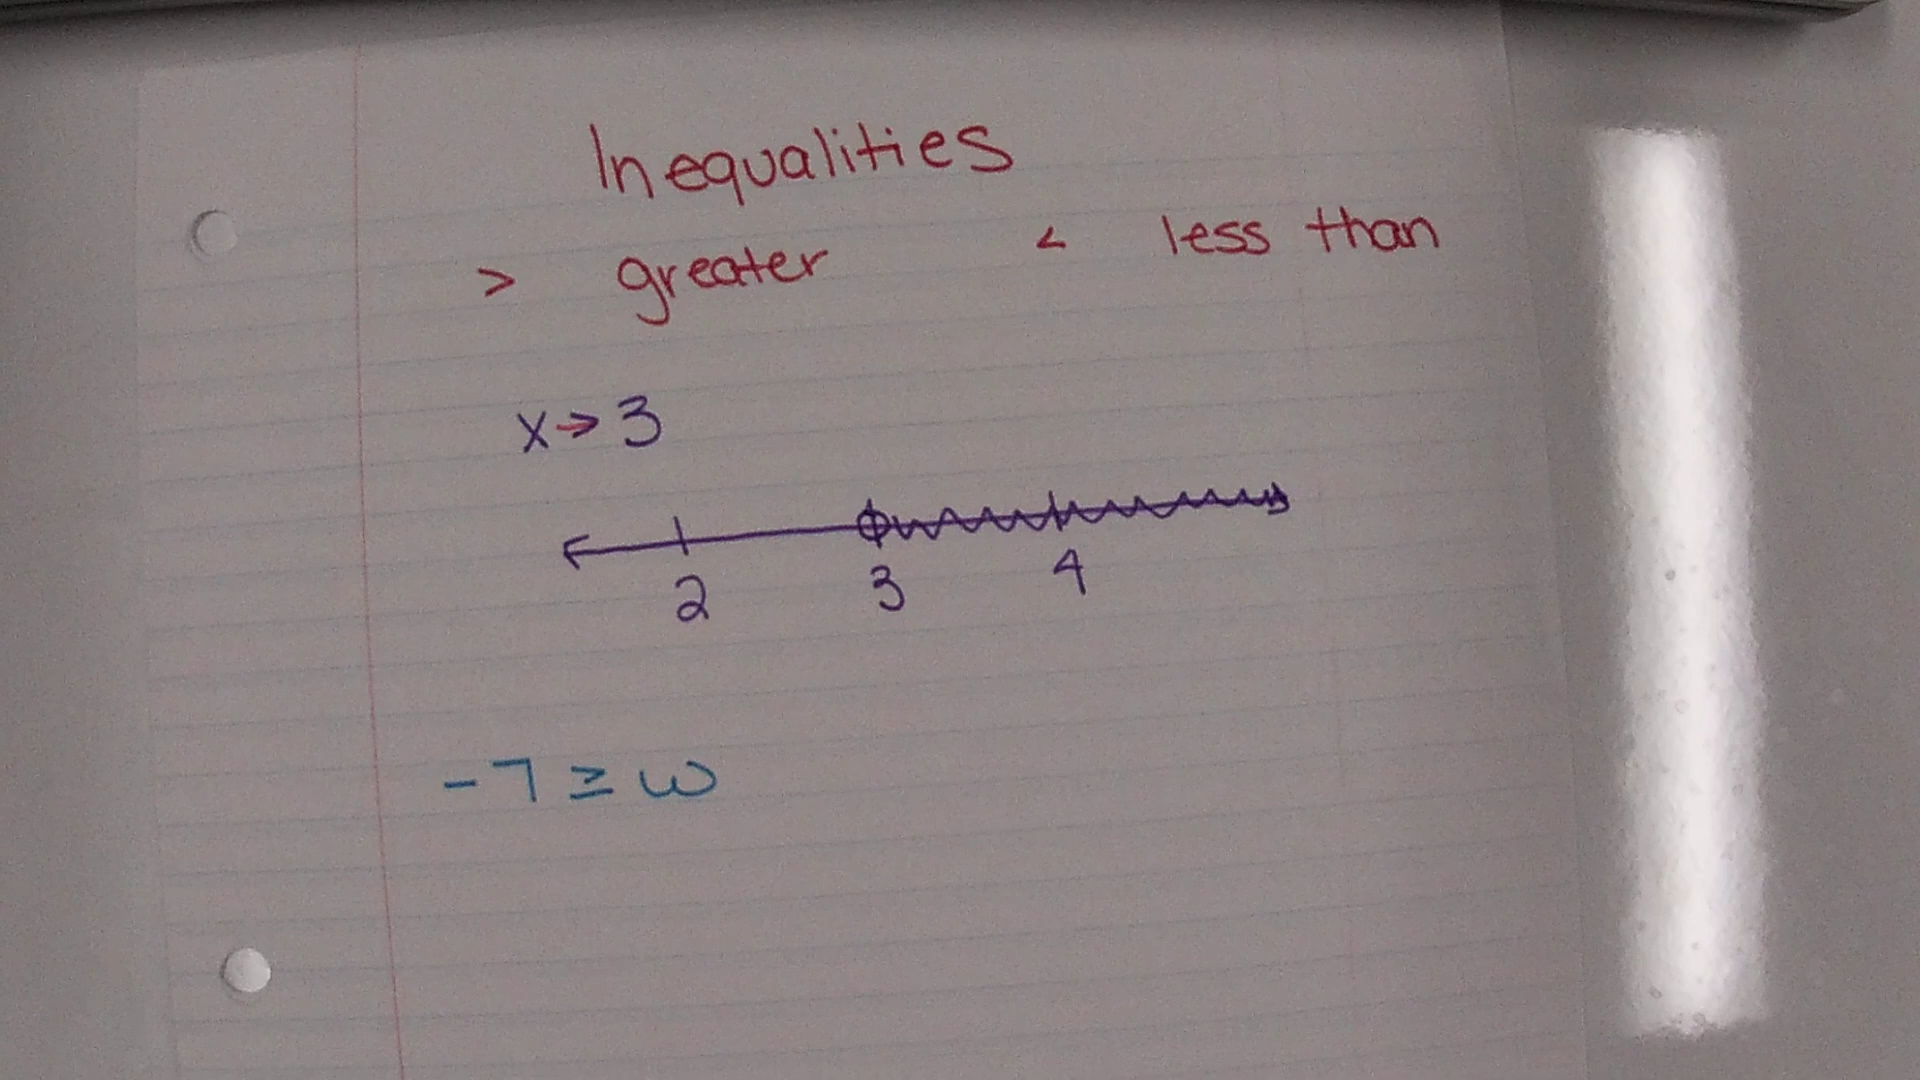 Inequalities
> greater < less than
x > 3
2 3 4
-7 ≥ w